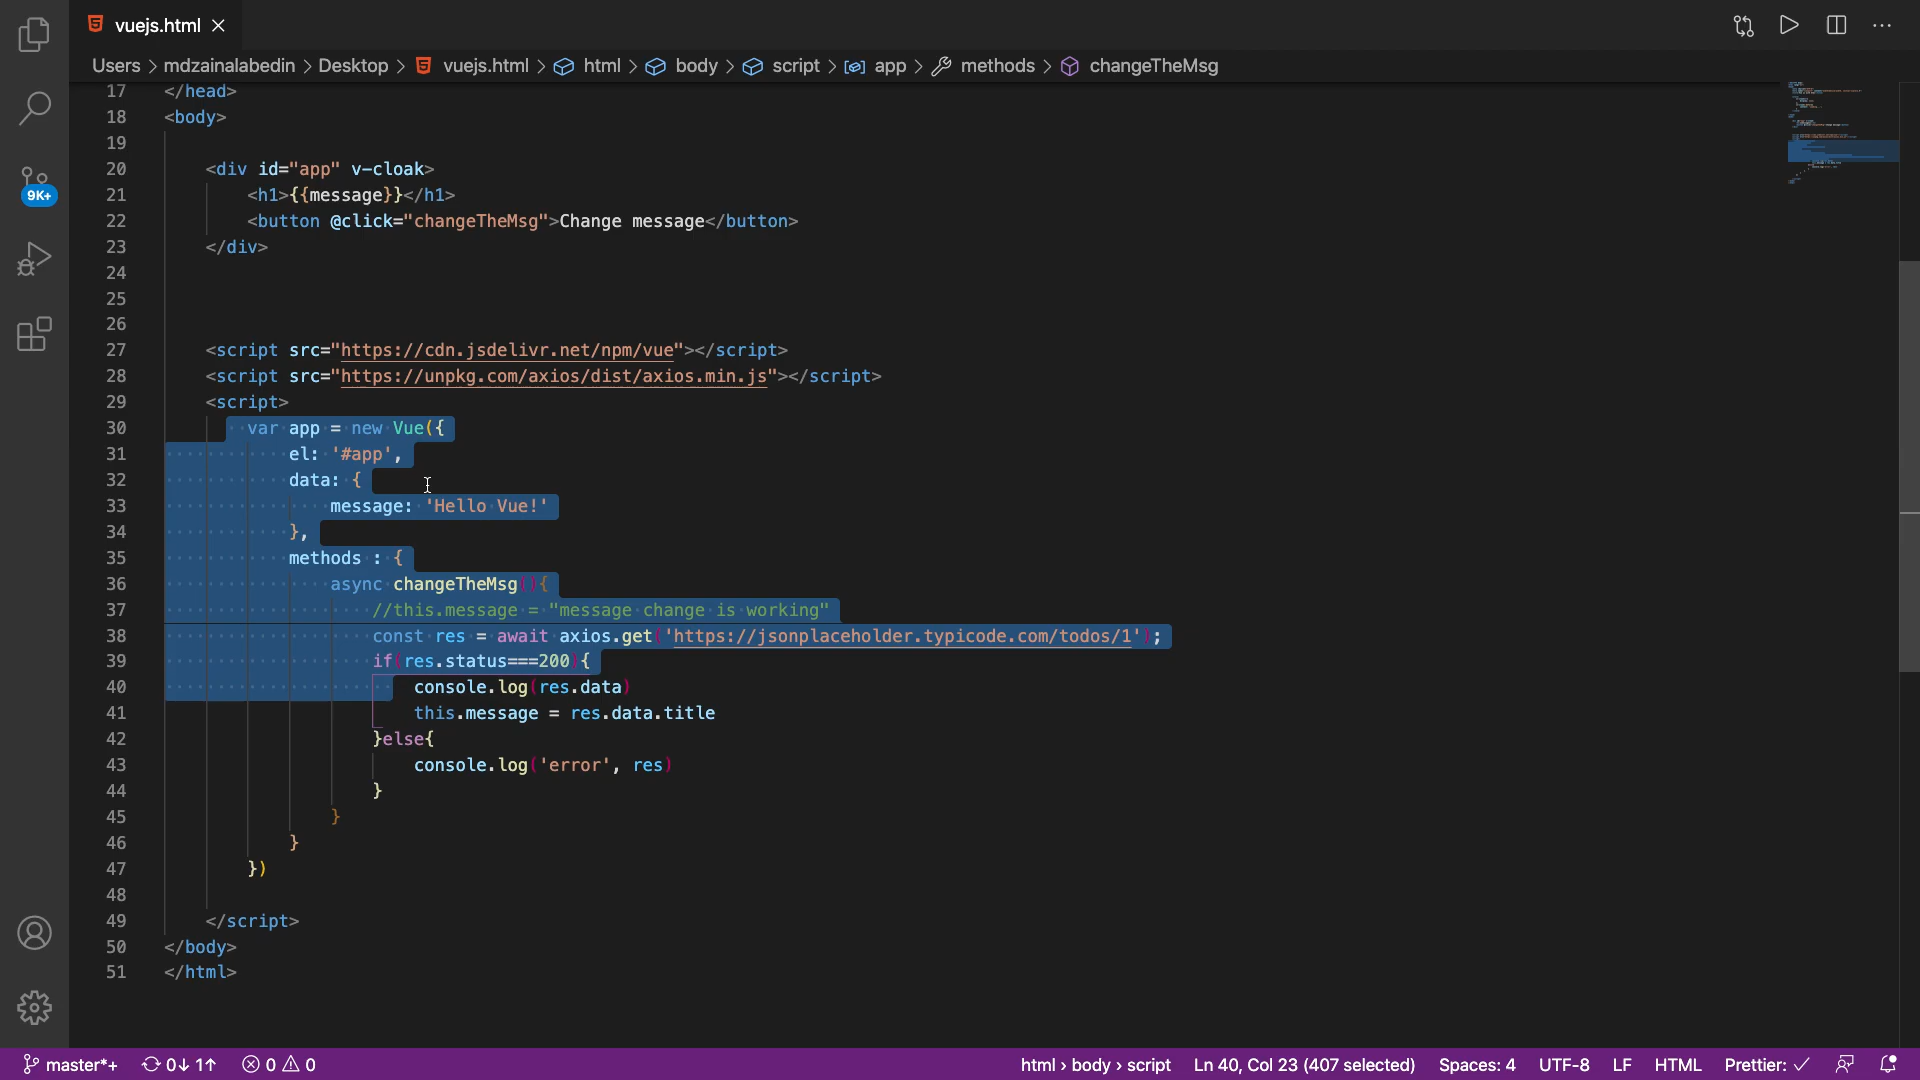 vuejs.html
Users > mdzainalabedin > Desktop > vuejs.html > html > body > script > app > methods > changeTheMsg
9K+
17 </head>
18 <body>
19
20 <div id="app" v-cloak>
21 <h1>{{message}}</h1>
22 <button @click="changeTheMsg">Change message</button>
23 </div>
24
25
26
27 <script src="https://cdn.jsdelivr.net/npm/vue"></script>
28 <script src="https://unpkg.com/axios/dist/axios.min.js"></script>
29 <script>
30 var app = new Vue({
31 el: '#app',
32 data: {
33 message: 'Hello Vue!'
34 },
35 methods : {
36 async changeTheMsg(){
37 //this.message = "message change is working"
38 const res = await axios.get('https://jsonplaceholder.typicode.com/todos/1');
39 if(res.status===200){
40 console.log(res.data)
41 this.message = res.data.title
42 }else{
43 console.log('error', res)
44 }
45 }
46 }
47 })
48
49 </script>
50 </body>
51 </html>
master*+ 0↓ 1↑ 0 0 html > body > script Ln 40, Col 23 (407 selected) Spaces: 4 UTF-8 LF HTML Prettier: ✓